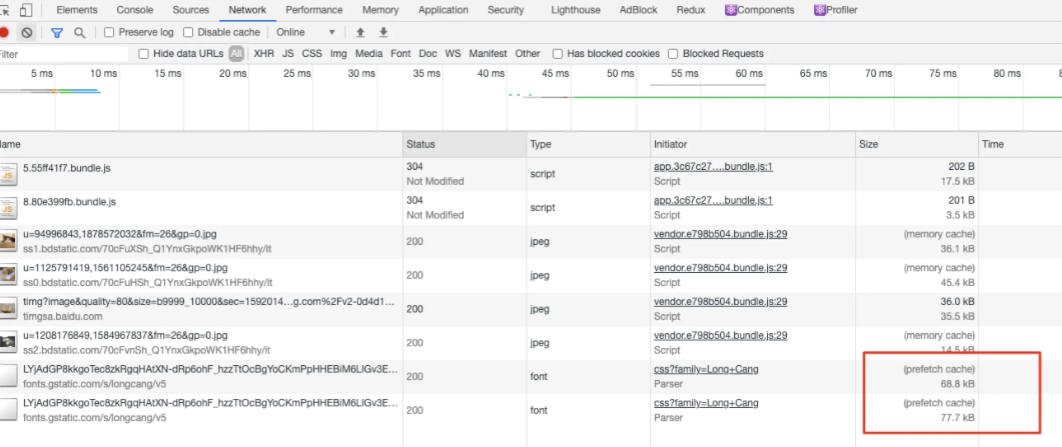 Elements Console Sources Network Performance Memory Application Security Lighthouse AdBlock Redux Components Profiler
Preserve log Disable cache Online
Filter Hide data URLs All XHR JS CSS Img Media Font Doc WS Manifest Other Has blocked cookies Blocked Requests
5 ms 10 ms 15 ms 20 ms 25 ms 30 ms 35 ms 40 ms 45 ms 50 ms 55 ms 60 ms 65 ms 70 ms 75 ms 80 ms
ame Status Type Initiator Size Time
5.55ff41f7.bundle.js 304 script app.3c67c27....bundle.js:1 202 B
Not Modified Script 17.5 kB
8.80e399fb.bundle.js 304 script app.3c67c27....bundle.js:1 201 B
Not Modified Script 3.5 kB
u=94996843,1878572032&fm=26&gp=0.jpg 200 jpeg vendor.e798b504.bundle.js:29 (memory cache)
ss1.bdstatic.com/70cFuXSh_Q1YnxGkpoWK1HF6hhy/it Script 36.1 kB
u=1125791419,1561105245&fm=26&gp=0.jpg 200 jpeg vendor.e798b504.bundle.js:29 (memory cache)
ss0.bdstatic.com/70cFuHSh_Q1YnxGkpoWK1HF6hhy/it Script 45.4 kB
timg?image&quality=80&size=b9999_10000&sec=1592014...g.com%2Fv2-0d4d1... 200 jpeg vendor.e798b504.bundle.js:29 36.0 kB
timgsa.baidu.com Script 35.5 kB
u=1208176849,1584967837&fm=26&gp=0.jpg 200 jpeg vendor.e798b504.bundle.js:29 (memory cache)
ss2.bdstatic.com/70cFvnSh_Q1YnxGkpoWK1HF6hhy/it Script 14.5 kB
LYjAdGP8kkgoTec8zkRgqHAtXN-dRp6ohF_hzzTtOcBgYoCKmPpHHEBiM6LIGv3E... 200 font css?family=Long+Cang (prefetch cache)
fonts.gstatic.com/s/longcang/v5 Parser 68.8 kB
LYjAdGP8kkgoTec8zkRgqHAtXN-dRp6ohF_hzzTtOcBgYoCKmPpHHEBiM6LIGv3E... 200 font css?family=Long+Cang (prefetch cache)
fonts.gstatic.com/s/longcang/v5 Parser 77.7 kB